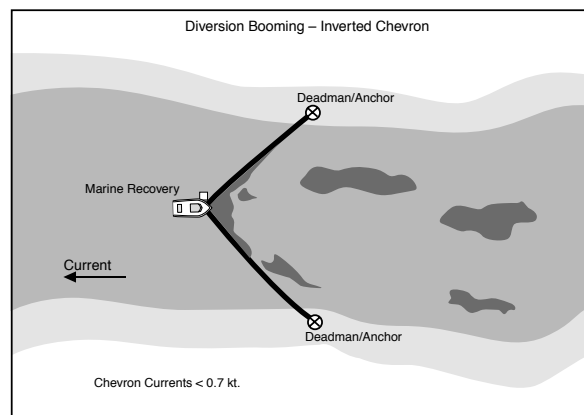 Diversion Booming – Inverted Chevron
Deadman/Anchor
Marine Recovery
Current
Deadman/Anchor
Chevron Currents < 0.7 kt.